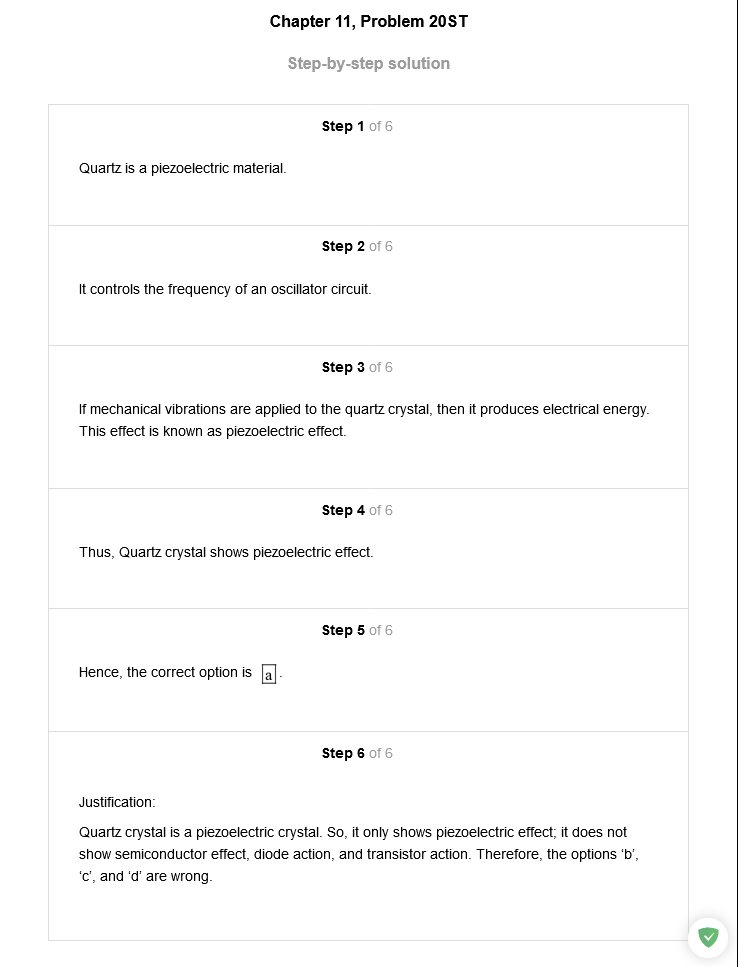 Chapter 11, Problem 20ST
Step-by-step solution
Step 1 of 6
Quartz is a piezoelectric material.
Step 2 of 6
It controls the frequency of an oscillator circuit.
Step 3 of 6
If mechanical vibrations are applied to the quartz crystal, then it produces electrical energy.
This effect is known as piezoelectric effect.
Step 4 of 6
Thus, Quartz crystal shows piezoelectric effect.
Step 5 of 6
Hence, the correct option is a.
Step 6 of 6
Justification:
Quartz crystal is a piezoelectric crystal. So, it only shows piezoelectric effect; it does not
show semiconductor effect, diode action, and transistor action. Therefore, the options ‘b’,
‘c’, and ‘d’ are wrong.